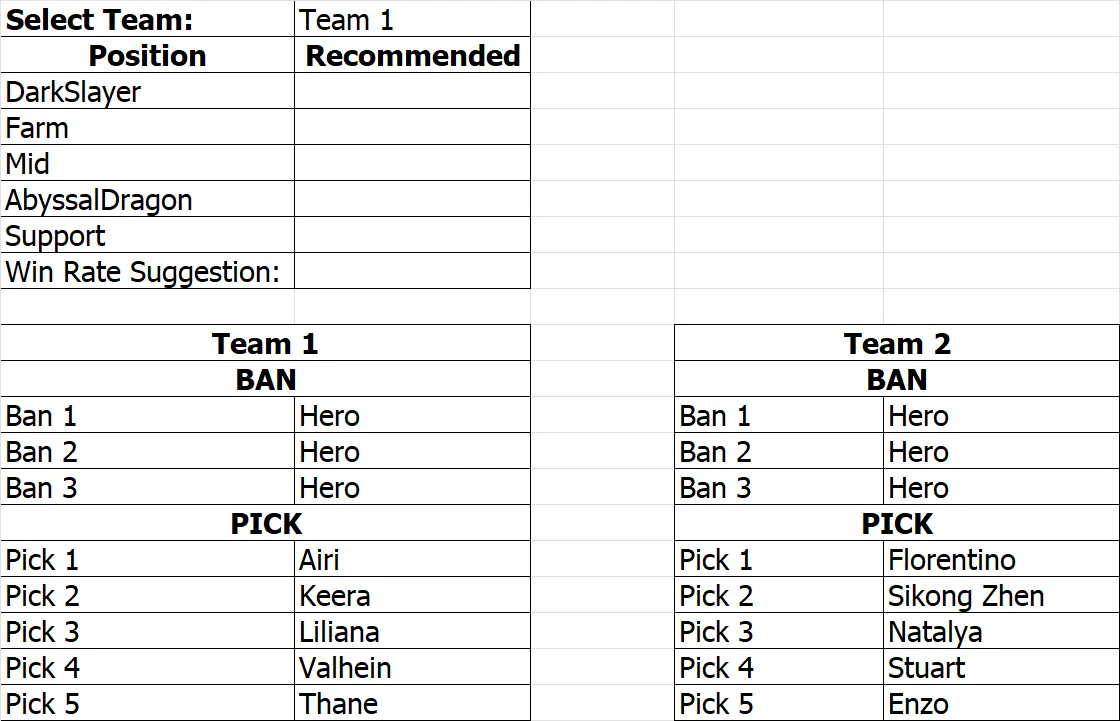 Select Team: Team 1
Position Recommended
DarkSlayer
Farm
Mid
AbyssalDragon
Support
Win Rate Suggestion:
Team 1 Team 2
BAN BAN
Ban 1 Hero Ban 1 Hero
Ban 2 Hero Ban 2 Hero
Ban 3 Hero Ban 3 Hero
PICK PICK
Pick 1 Airi Pick 1 Florentino
Pick 2 Keera Pick 2 Sikong Zhen
Pick 3 Liliana Pick 3 Natalya
Pick 4 Valhein Pick 4 Stuart
Pick 5 Thane Pick 5 Enzo